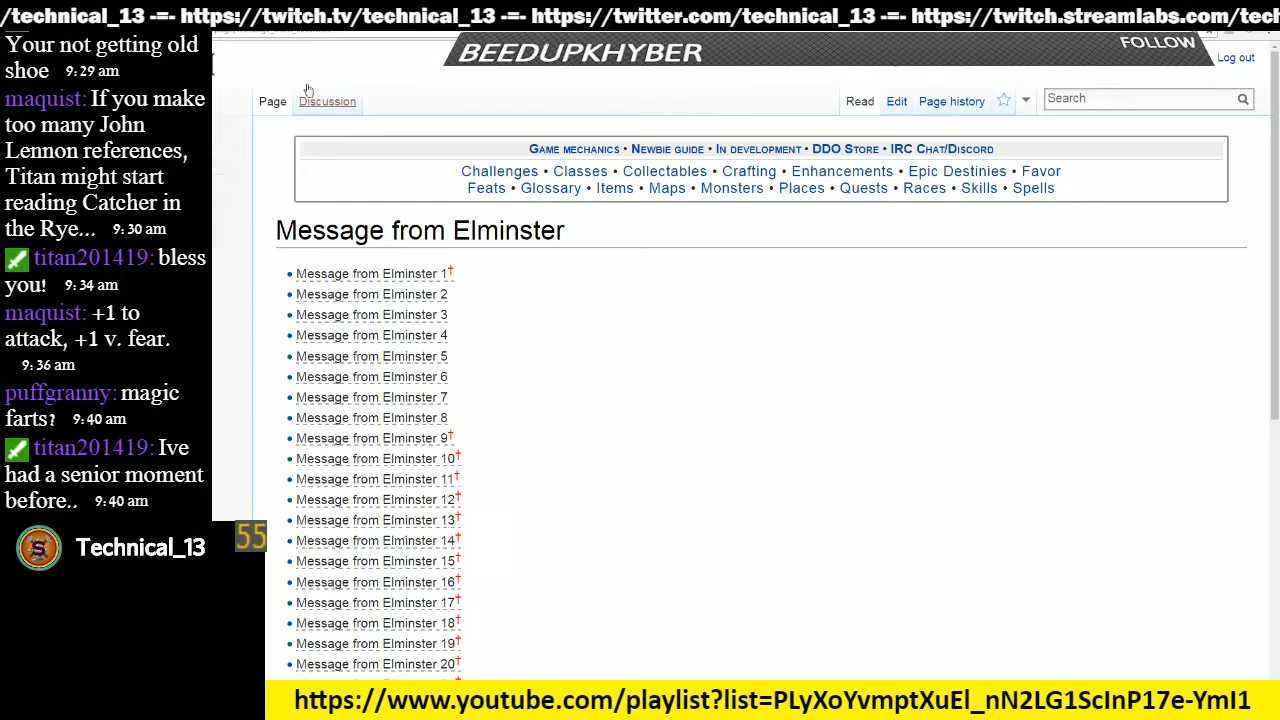 /technical_13 -=- https://twitch.tv/technical_13 -=- https://twitter.com/technical_13 -=- https://twitch.streamlabs.com/tech
Your not getting old
shoe 9:29 am
maquist: If you make
too many John
Lennon references,
Titan might start
reading Catcher in
the Rye... 9:30 am
titan201419: bless
you! 9:34 am
maquist: +1 to
attack, +1 v. fear.
9:36 am
puffgranny: magic
farts? 9:40 am
titan201419: Ive
had a senior moment
before.. 9:40 am
Technical_13
55
BEEDUPKHYBER
FOLLOW
Log out
Page Discussion Read Edit Page history Search
Game mechanics • Newbie guide • In development • DDO Store • IRC Chat/Discord
Challenges • Classes • Collectables • Crafting • Enhancements • Epic Destinies • Favor
Feats • Glossary • Items • Maps • Monsters • Places • Quests • Races • Skills • Spells
Message from Elminster
• Message from Elminster 1†
• Message from Elminster 2
• Message from Elminster 3
• Message from Elminster 4
• Message from Elminster 5
• Message from Elminster 6
• Message from Elminster 7
• Message from Elminster 8
• Message from Elminster 9†
• Message from Elminster 10†
• Message from Elminster 11†
• Message from Elminster 12†
• Message from Elminster 13†
• Message from Elminster 14†
• Message from Elminster 15†
• Message from Elminster 16†
• Message from Elminster 17†
• Message from Elminster 18†
• Message from Elminster 19†
• Message from Elminster 20†
https://www.youtube.com/playlist?list=PLyXoYvmptXuEl_nN2LG1ScInP17e-YmI1